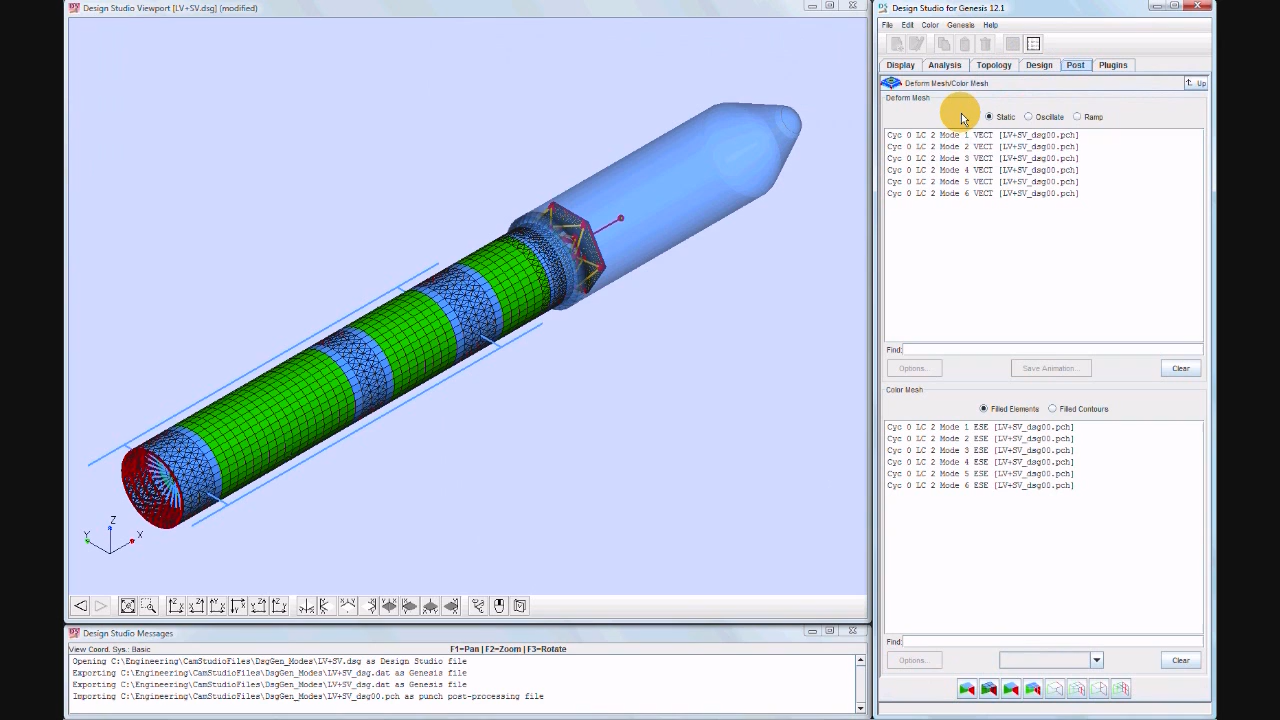 Design Studio Viewport [LV+SV.dsg] (modified)
Design Studio for Genesis 12.1
File Edit Color Genesis Help
Display Analysis Topology Design Post Plugins
Deform Mesh/Color Mesh
Up
Deform Mesh
Static Oscillate Ramp
Cyc 0 LC 2 Mode 1 VECT [LV+SV_dsg00.pch]
Cyc 0 LC 2 Mode 2 VECT [LV+SV_dsg00.pch]
Cyc 0 LC 2 Mode 3 VECT [LV+SV_dsg00.pch]
Cyc 0 LC 2 Mode 4 VECT [LV+SV_dsg00.pch]
Cyc 0 LC 2 Mode 5 VECT [LV+SV_dsg00.pch]
Cyc 0 LC 2 Mode 6 VECT [LV+SV_dsg00.pch]
Find:
Options... Save Animation... Clear
Color Mesh
Filled Elements Filled Contours
Cyc 0 LC 2 Mode 1 ESE [LV+SV_dsg00.pch]
Cyc 0 LC 2 Mode 2 ESE [LV+SV_dsg00.pch]
Cyc 0 LC 2 Mode 3 ESE [LV+SV_dsg00.pch]
Cyc 0 LC 2 Mode 4 ESE [LV+SV_dsg00.pch]
Cyc 0 LC 2 Mode 5 ESE [LV+SV_dsg00.pch]
Cyc 0 LC 2 Mode 6 ESE [LV+SV_dsg00.pch]
Find:
Options... Clear
Z
Y X
Design Studio Messages
View Coord. Sys.: Basic
F1=Pan | F2=Zoom | F3=Rotate
Opening C:\Engineering\CamStudioFiles\DsgGen_Modes\LV+SV.dsg as Design Studio file
Exporting C:\Engineering\CamStudioFiles\DsgGen_Modes\LV+SV_dsg.dat as Genesis file
Exporting C:\Engineering\CamStudioFiles\DsgGen_Modes\LV+SV_dsg.dat as Genesis file
Importing C:\Engineering\CamStudioFiles\DsgGen_Modes\LV+SV_dsg00.pch as punch post-processing file